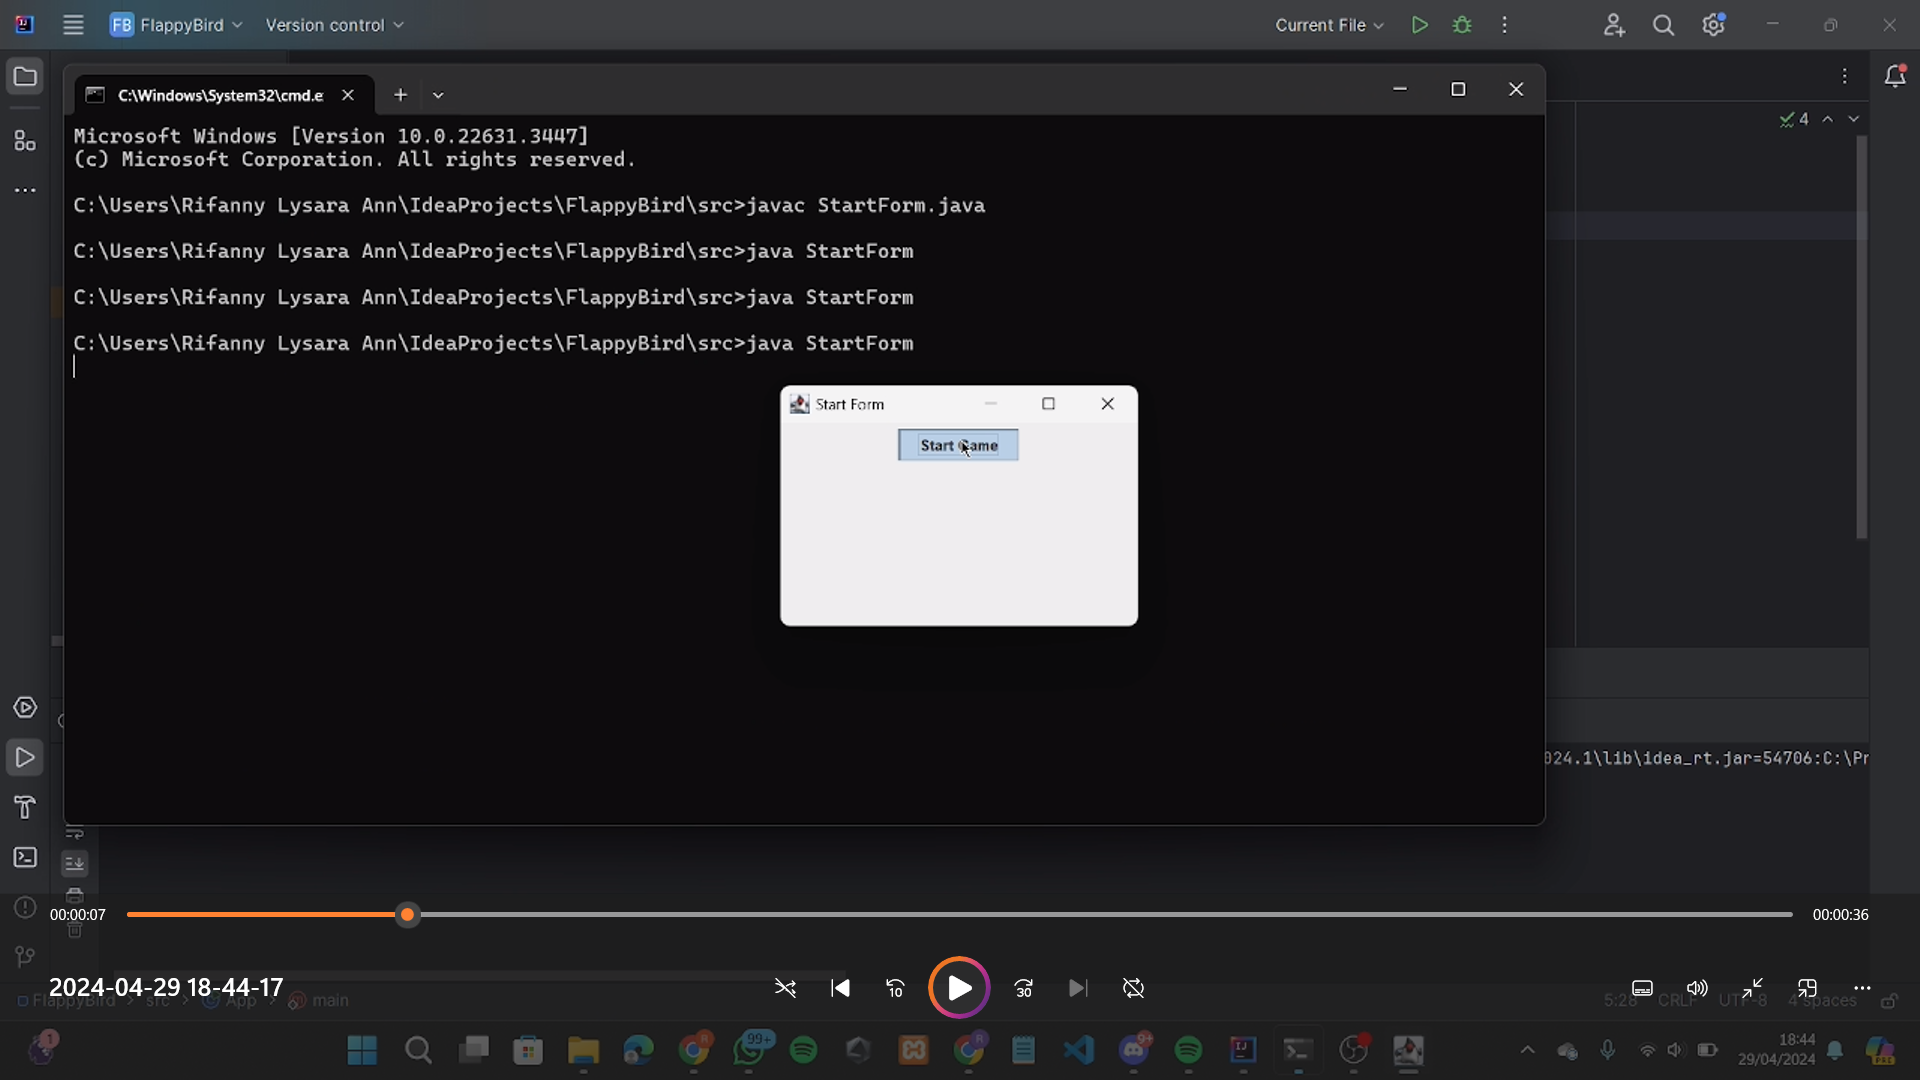 FB FlappyBird Version control Current File
C:\Windows\System32\cmd.e
4
Microsoft Windows [Version 10.0.22631.3447]
(c) Microsoft Corporation. All rights reserved.
C:\Users\Rifanny Lysara Ann\IdeaProjects\FlappyBird\src>javac StartForm.java
C:\Users\Rifanny Lysara Ann\IdeaProjects\FlappyBird\src>java StartForm
C:\Users\Rifanny Lysara Ann\IdeaProjects\FlappyBird\src>java StartForm
C:\Users\Rifanny Lysara Ann\IdeaProjects\FlappyBird\src>java StartForm
Start Form
Start Game
024.1\lib\idea_rt.jar=54706:C:\Pr
00:00:07 00:00:36
2024-04-29 18-44-17
10 30
FlappyBird > src > App > main 5:28 CRLF UTF-8 4 spaces
1 99+ 9+ 18:44
29/04/2024